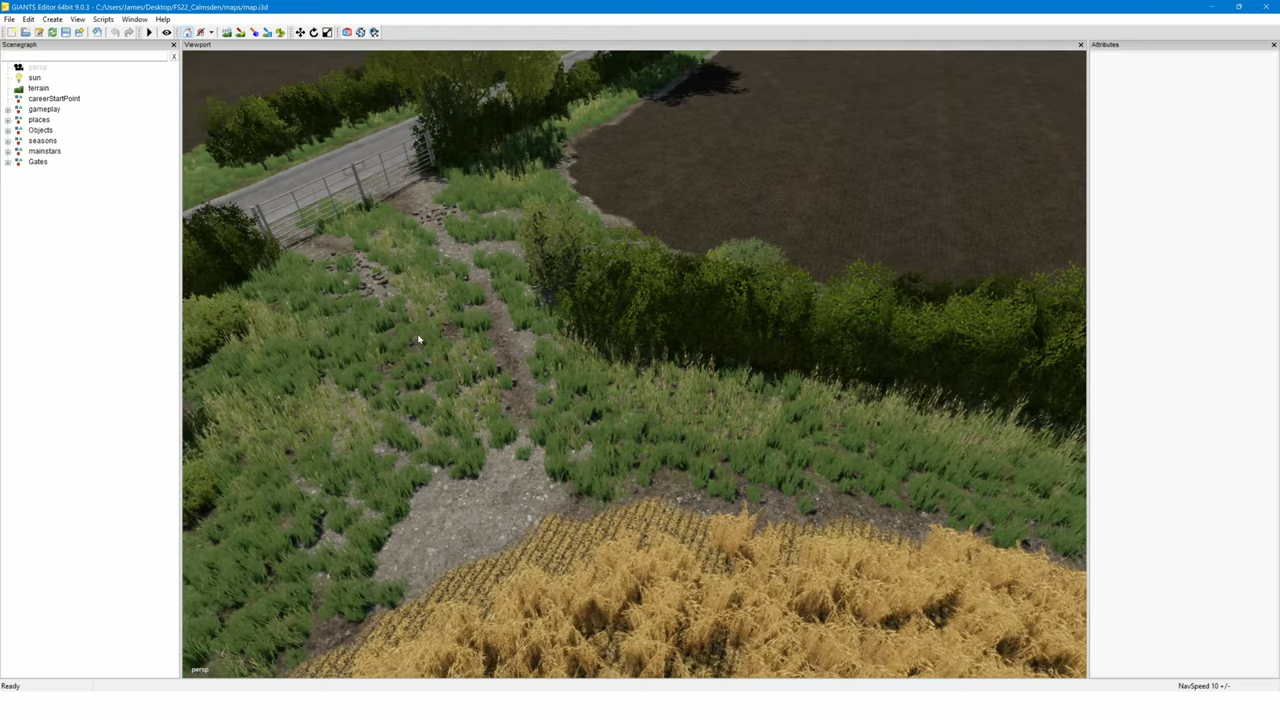 GIANTS Editor 64bit 9.0.3 - C:/Users/James/Desktop/FS22_Calmsden/maps/map.i3d
File Edit Create View Scripts Window Help
Scenegraph
X
Viewport
Attributes
persp
sun
terrain
careerStartPoint
gameplay
places
Objects
seasons
mainstars
Gates
persp
Ready
NavSpeed 10 +/-